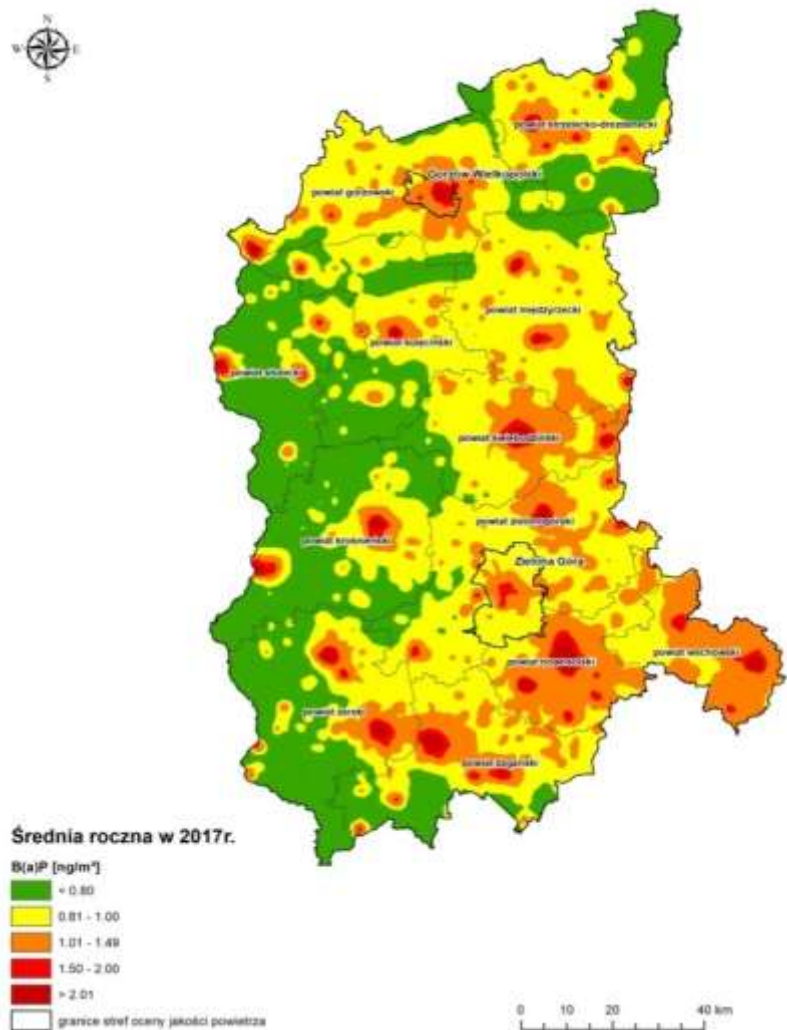 N
W E
S
powiat strzelecko-drezdenecki
Gorzów Wielkopolski
powiat gorzowski
powiat międzyrzecki
powiat sulęciński
powiat słubicki
powiat świebodziński
powiat zielonogórski
powiat krośnieński
Zielona Góra
powiat wschowski
powiat nowosolski
powiat żarski
powiat żagański
Średnia roczna w 2017r.
B(a)P [ng/m³]
< 0.80
0.81 - 1.00
1.01 - 1.49
1.50 - 2.00
> 2.01
granice stref oceny jakości powietrza
0 10 20 40 km